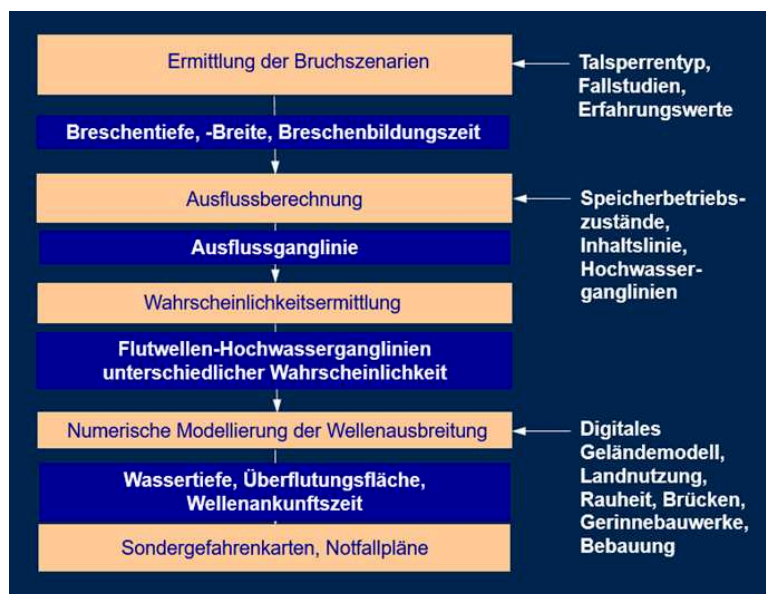 Ermittlung der Bruchszenarien
Talsperrentyp,
Fallstudien,
Erfahrungswerte
Breschentiefe, -Breite, Breschenbildungszeit
Ausflussberechnung
Speicherbetriebs-
zustände,
Inhaltslinie,
Hochwasser-
ganglinien
Ausflussganglinie
Wahrscheinlichkeitsermittlung
Flutwellen-Hochwasserganglinien
unterschiedlicher Wahrscheinlichkeit
Numerische Modellierung der Wellenausbreitung
Digitales
Geländemodell,
Landnutzung,
Rauheit, Brücken,
Gerinnebauwerke,
Bebauung
Wassertiefe, Überflutungsfläche,
Wellenankunftszeit
Sondergefahrenkarten, Notfallpläne